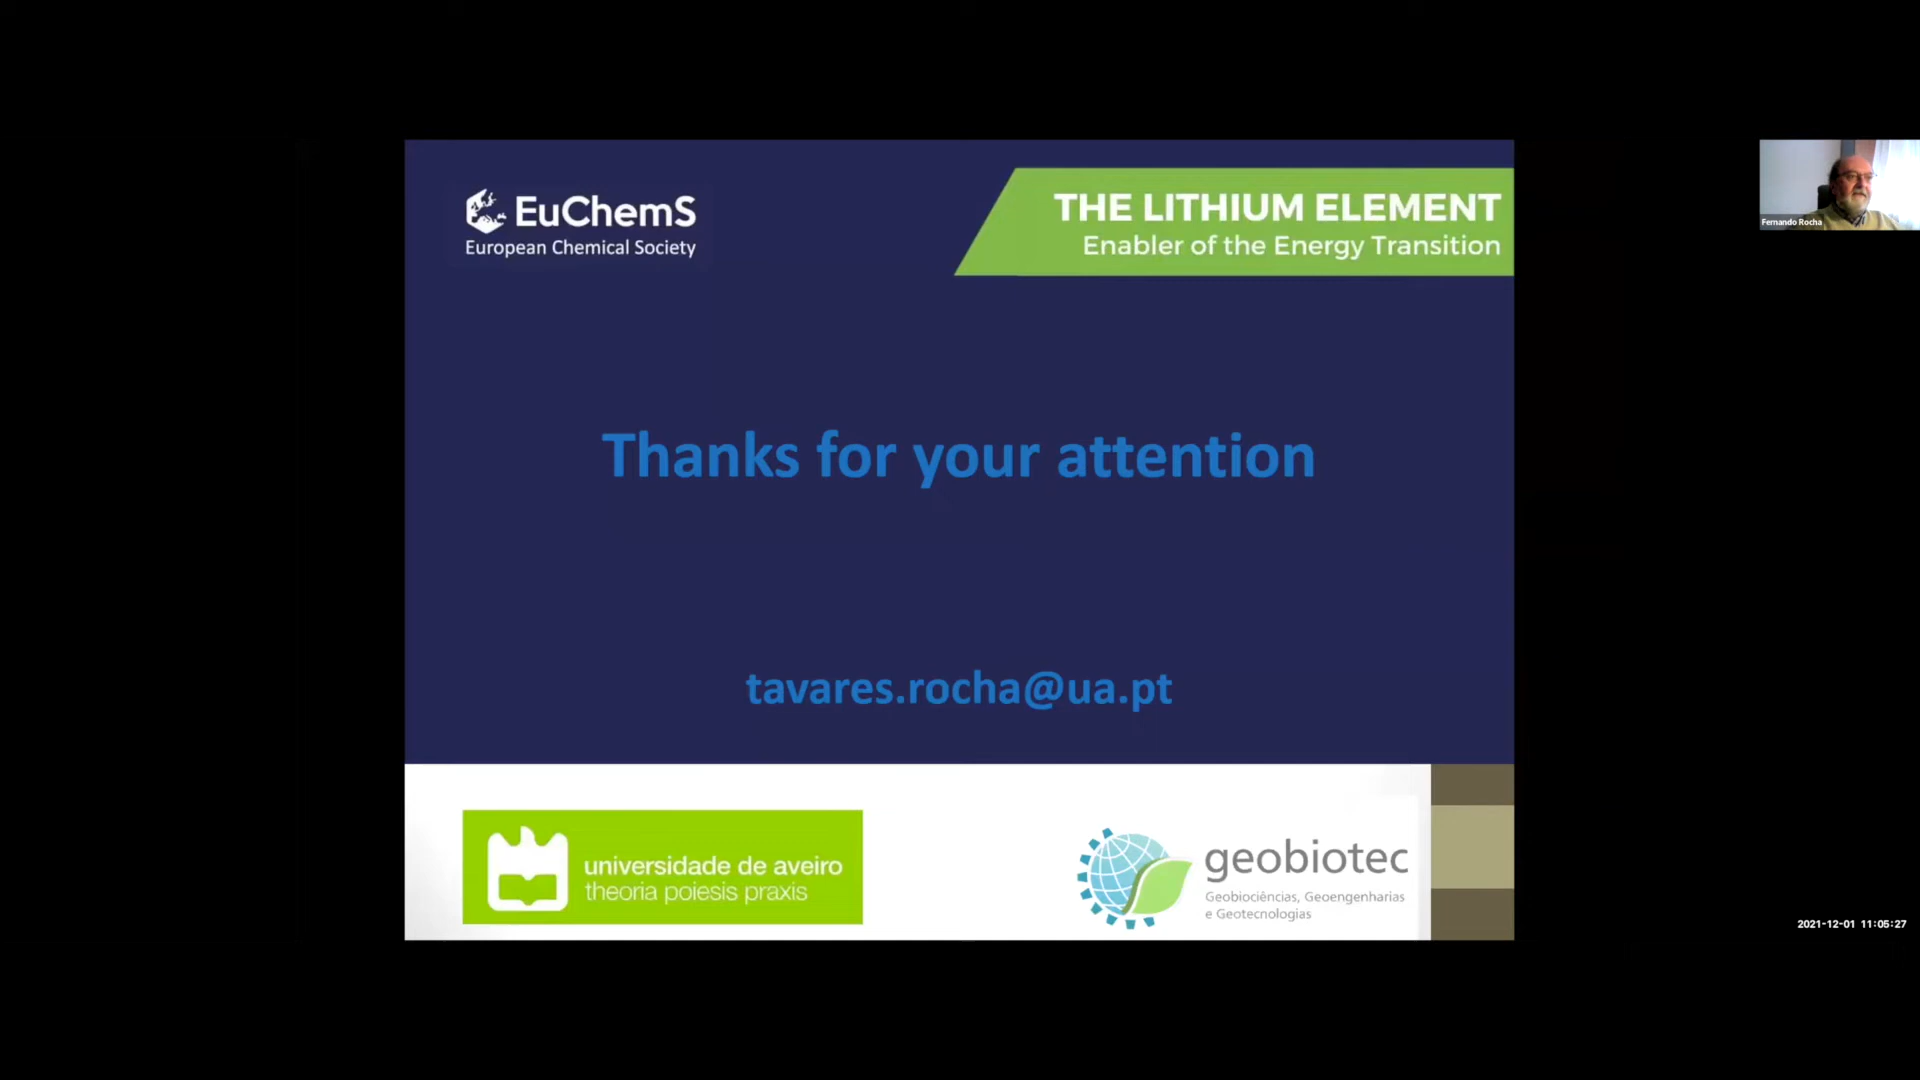 EuChemS
European Chemical Society
THE LITHIUM ELEMENT
Enabler of the Energy Transition
Fernando Rocha
Thanks for your attention
tavares.rocha@ua.pt
universidade de aveiro
theoria poiesis praxis
geobiotec
Geobiociências, Geoengenharias
e Geotecnologias
2021-12-01 11:05:27